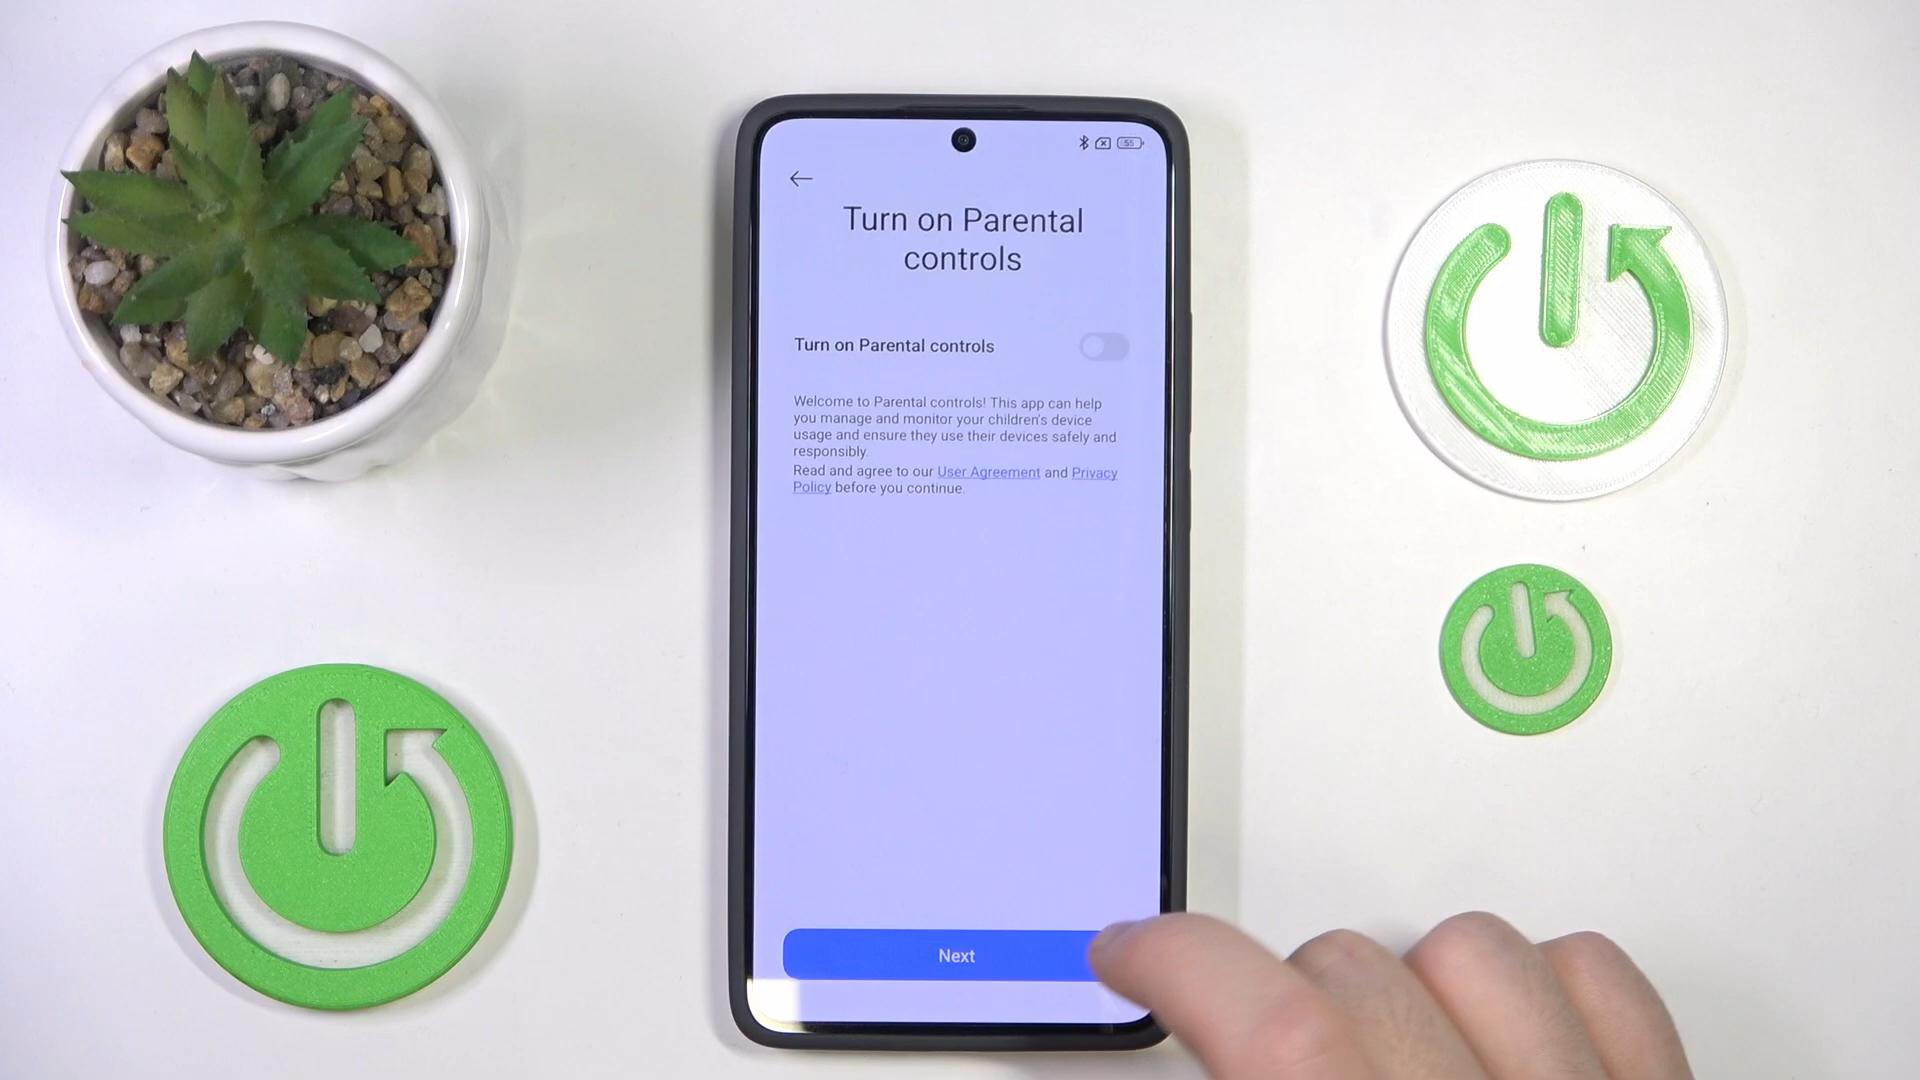 55
Turn on Parental
controls
Turn on Parental controls
Welcome to Parental controls! This app can help
you manage and monitor your children's device
usage and ensure they use their devices safely and
responsibly.
Read and agree to our User Agreement and Privacy
Policy before you continue.
Next